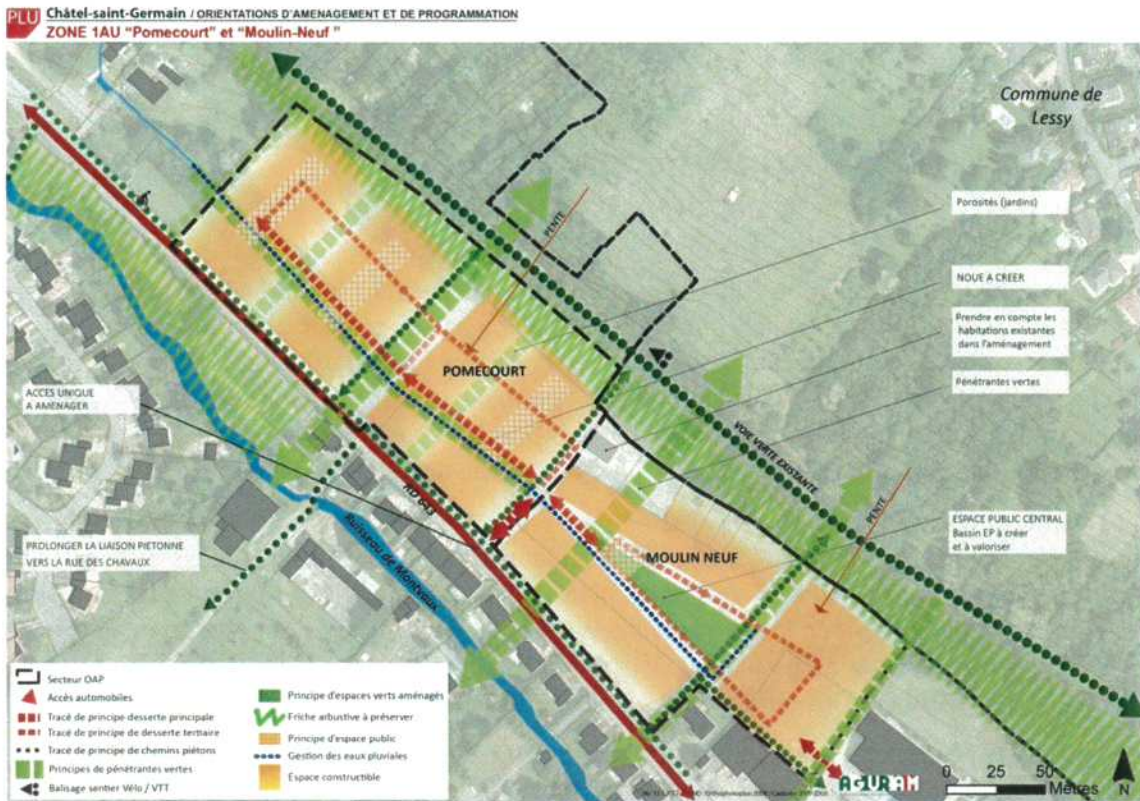 PLU
Châtel-saint-Germain / ORIENTATIONS D'AMENAGEMENT ET DE PROGRAMMATION
ZONE 1AU "Pomecourt" et "Moulin-Neuf "
Commune de
Lessy
Porosités (jardins)
PENTE
NOUE A CREER
Prendre en compte les
habitations existantes
dans l'aménagement
POMECOURT
Pénétrantes vertes
ACCES UNIQUE
A AMENAGER
VOIE VERTE EXISTANTE
RD 643
PENTE
ESPACE PUBLIC CENTRAL
Bassin EP à créer
et à valoriser
MOULIN NEUF
PROLONGER LA LIAISON PIETONNE
VERS LA RUE DES CHAVAUX
Ruisseau de Montvaux
Secteur OAP
Accès automobiles
Tracé de principe desserte principale
Tracé de principe de desserte tertiaire
Tracé de principe de chemins piétons
Principes de pénétrantes vertes
Balisage sentier Vélo / VTT
Principe d'espaces verts aménagés
Friche arbustive à préserver
Principe d'espace public
Gestion des eaux pluviales
Espace constructible
AGURAM
0 25 50
Mètres
N